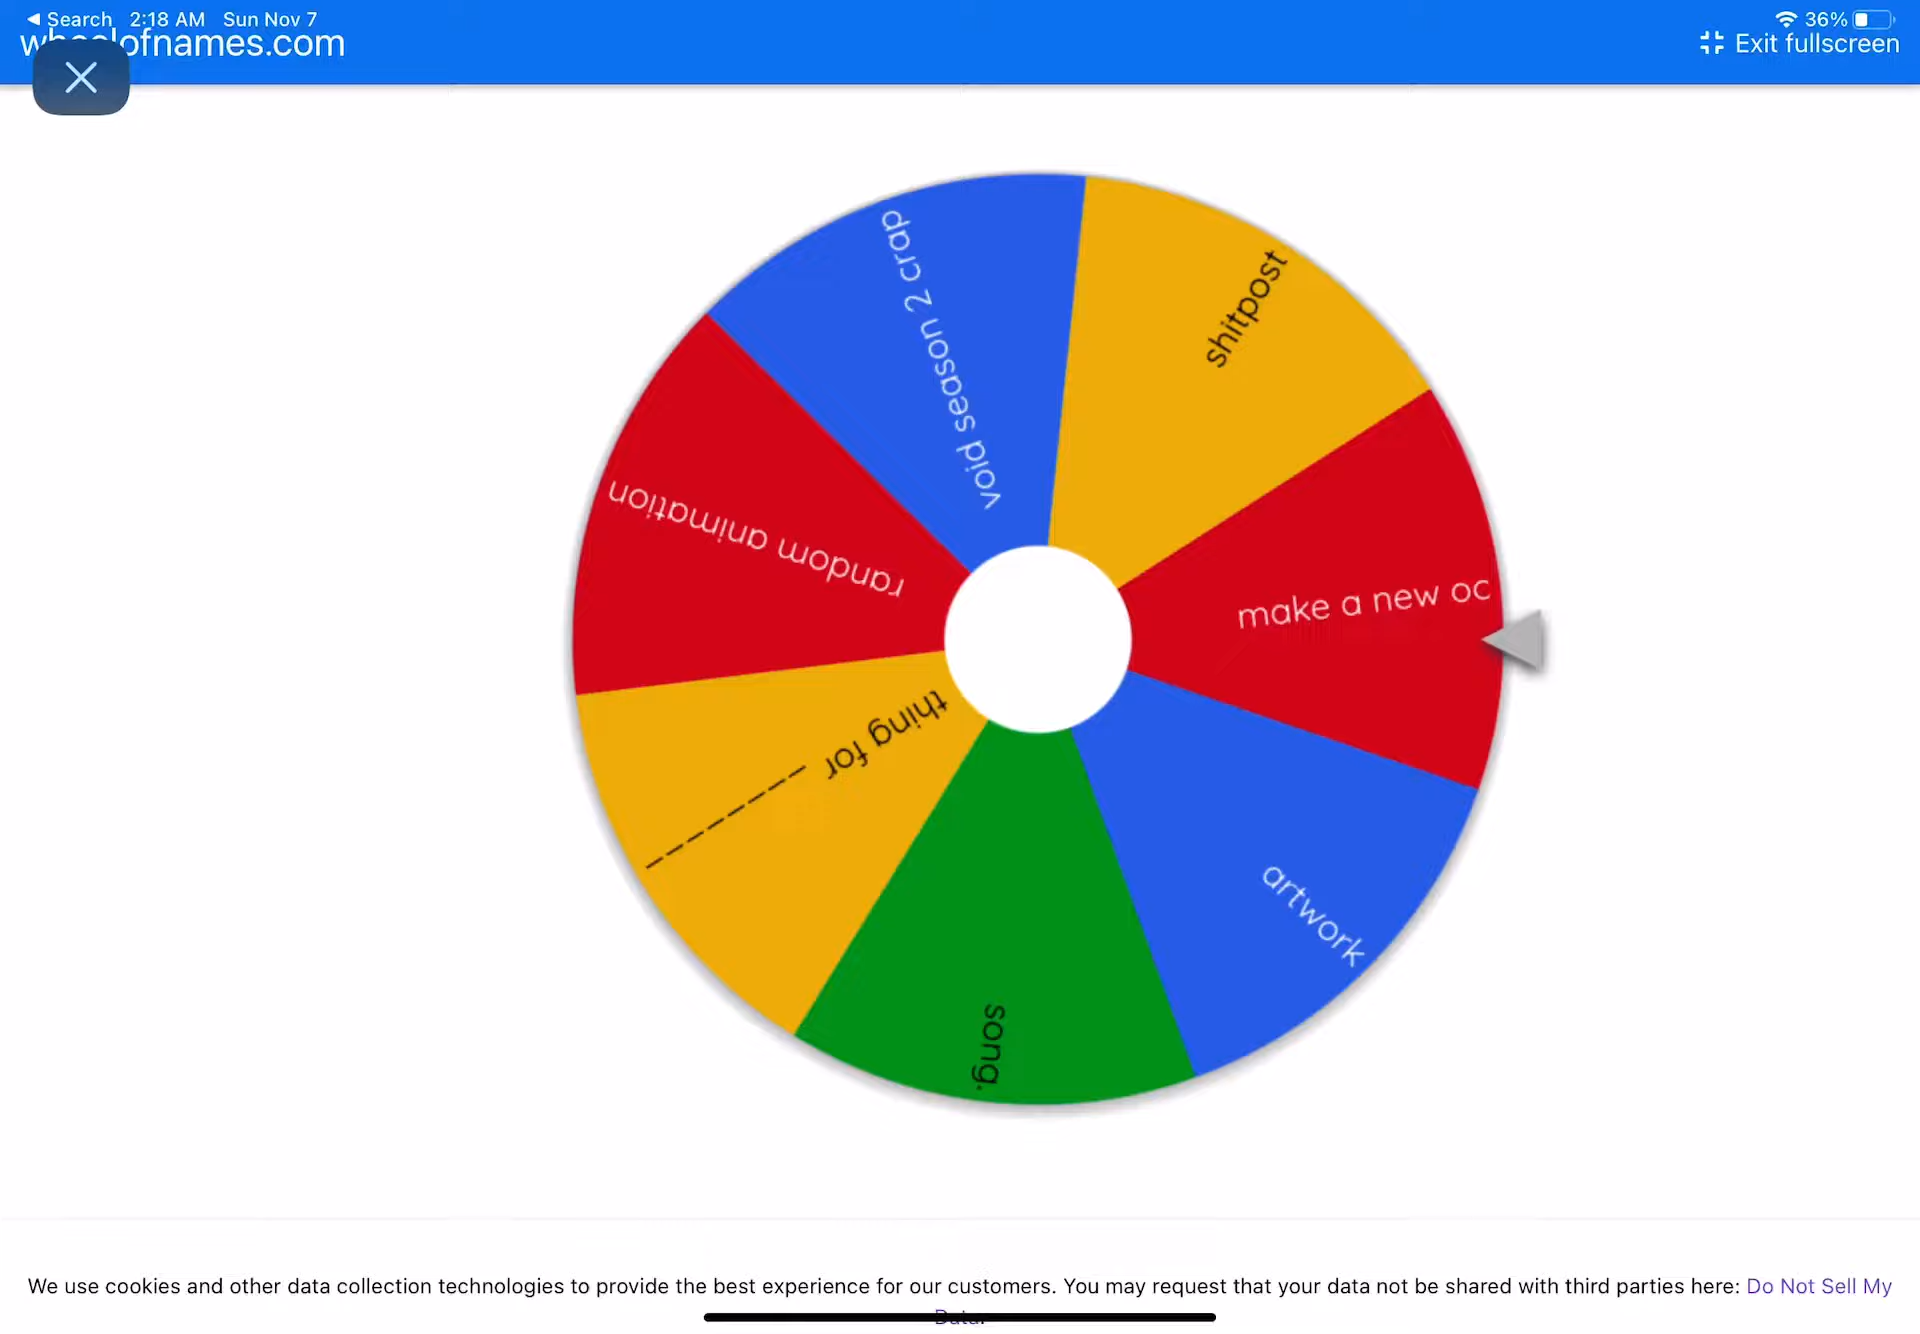 Search 2:18 AM Sun Nov 7
36%
wheelofnames.com
Exit fullscreen
void season 2 crap
shitpost
random animation
make a new oc
thing for _________
artwork
song.
We use cookies and other data collection technologies to provide the best experience for our customers. You may request that your data not be shared with third parties here: Do Not Sell My
Data.